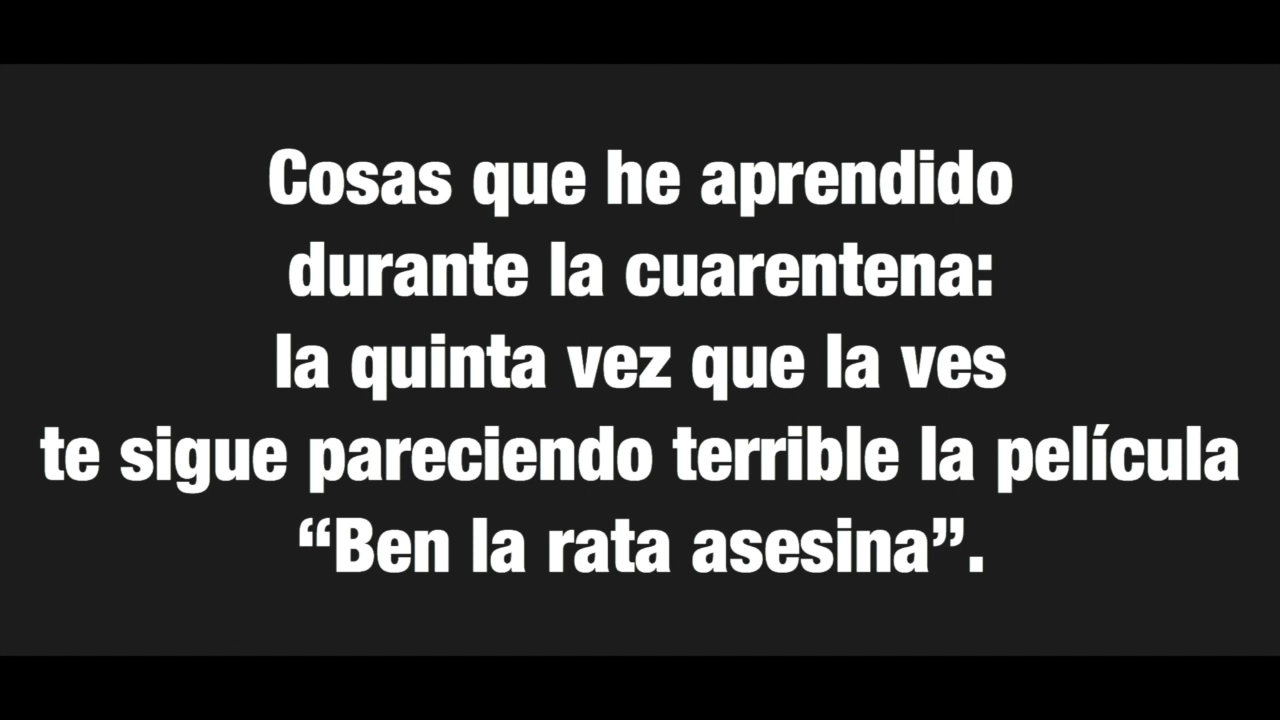 Cosas que he aprendido
durante la cuarentena:
la quinta vez que la ves
te sigue pareciendo terrible la película
“Ben la rata asesina”.